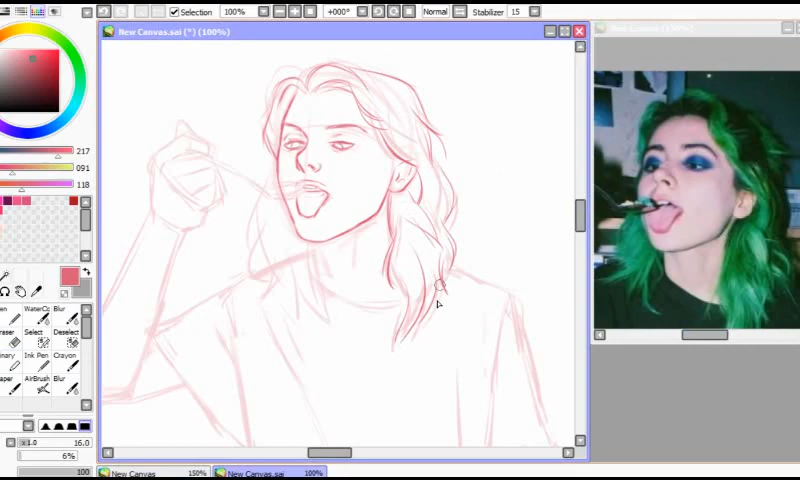 Selection 100% +000° Normal Stabilizer 15
New Canvas.sai (*) (100%)
217
091
118
WaterCo Blur
Select Deselect
Ink Pen Crayon
AirBrush Blur
x 1.0 16.0
6%
100
New Canvas 150% New Canvas.sai 100%